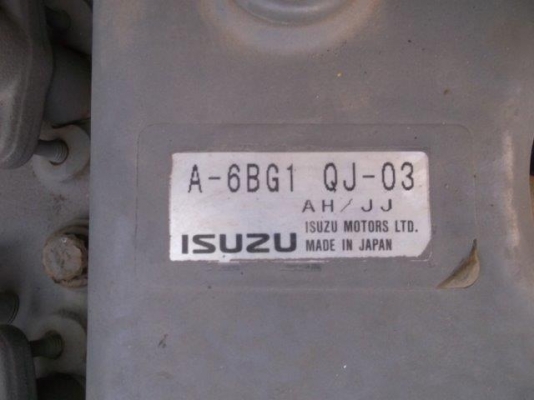 A-6BG1 QJ-03
AH/JJ
ISUZU MOTORS LTD.
ISUZU MADE IN JAPAN